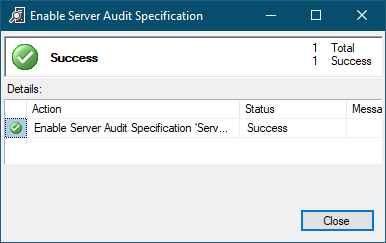 Enable Server Audit Specification
Success
1 Total
1 Success
Details:
Action Status Messa
Enable Server Audit Specification 'Serv... Success
Close